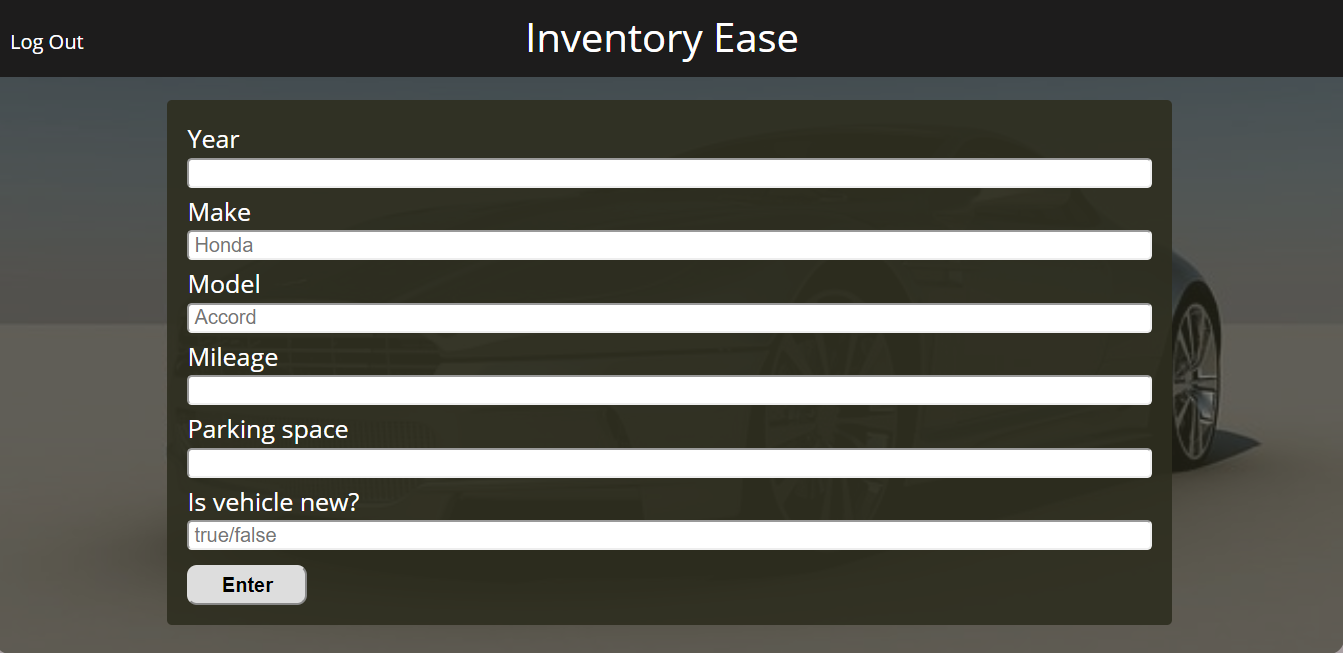 Log Out
Inventory Ease
Year
Make
Honda
Model
Accord
Mileage
Parking space
Is vehicle new?
true/false
Enter